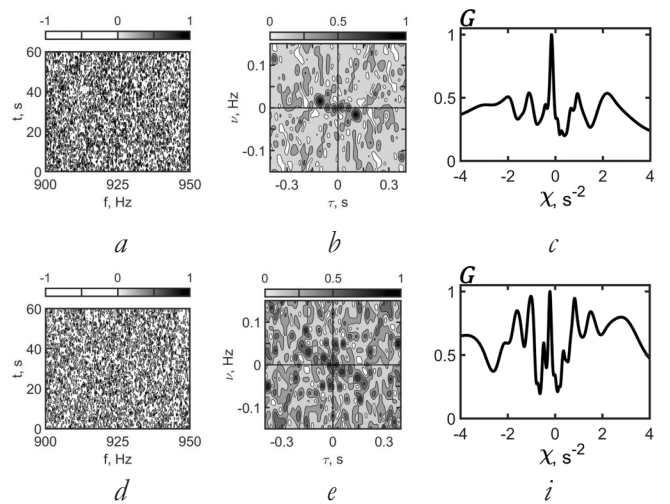 -1 0 1
0 0.5 1
G
60
40
20
0
t, s
900 925 950
f, Hz
0.1
0
-0.1
ν, Hz
-0.3 0 0.3
τ, s
1
0.5
0
-4 -2 0 2 4
χ, s-2
a b c
-1 0 1
0 0.5 1
G
60
40
20
0
t, s
900 925 950
f, Hz
0.1
0
-0.1
ν, Hz
-0.3 0 0.3
τ, s
1
0.5
0
-4 -2 0 2 4
χ, s-2
d e i